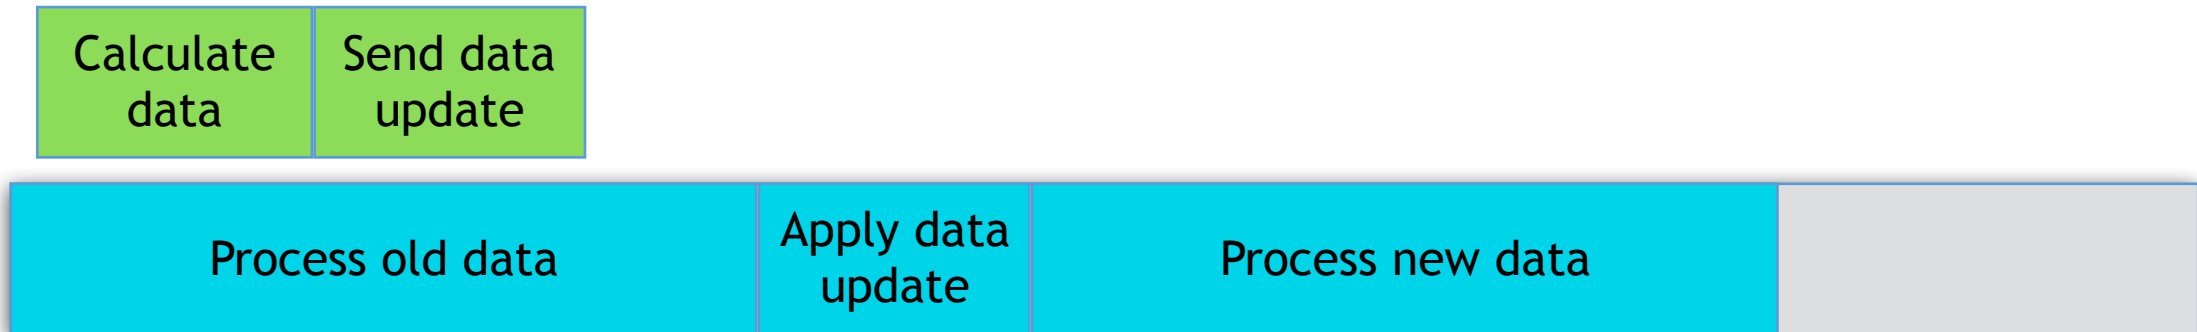 Calculate
data
Send data
update
Process old data
Apply data
update
Process new data